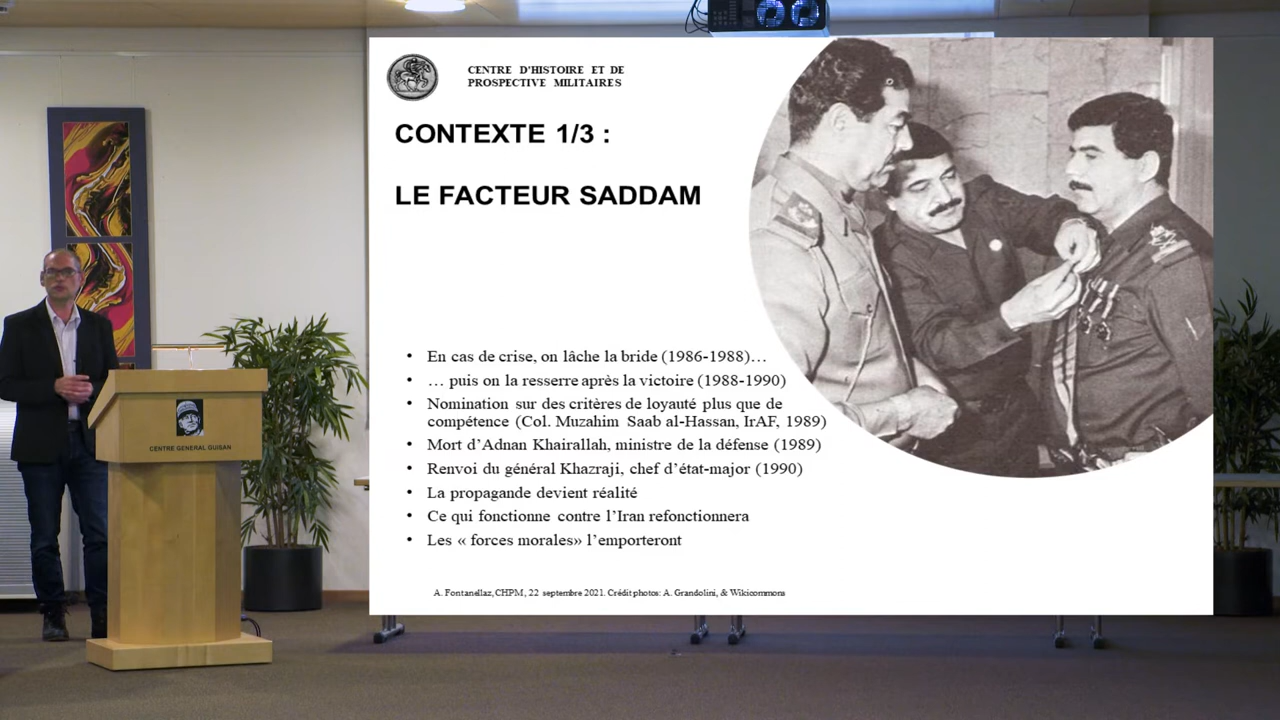 CENTRE D'HISTOIRE ET DE
PROSPECTIVE MILITAIRES
CONTEXTE 1/3 :
LE FACTEUR SADDAM
• En cas de crise, on lâche la bride (1986-1988)…
• … puis on la resserre après la victoire (1988-1990)
• Nomination sur des critères de loyauté plus que de
compétence (Col. Muzahim Saab al-Hassan, IrAF, 1989)
• Mort d’Adnan Khairallah, ministre de la défense (1989)
• Renvoi du général Khazraji, chef d’état-major (1990)
• La propagande devient réalité
• Ce qui fonctionne contre l’Iran refonctionnera
• Les « forces morales» l’emporteront
A. Fontanellaz, CHPM, 22 septembre 2021. Crédit photos: A. Grandolini, & Wikicommons
CENTRE GENERAL GUISAN